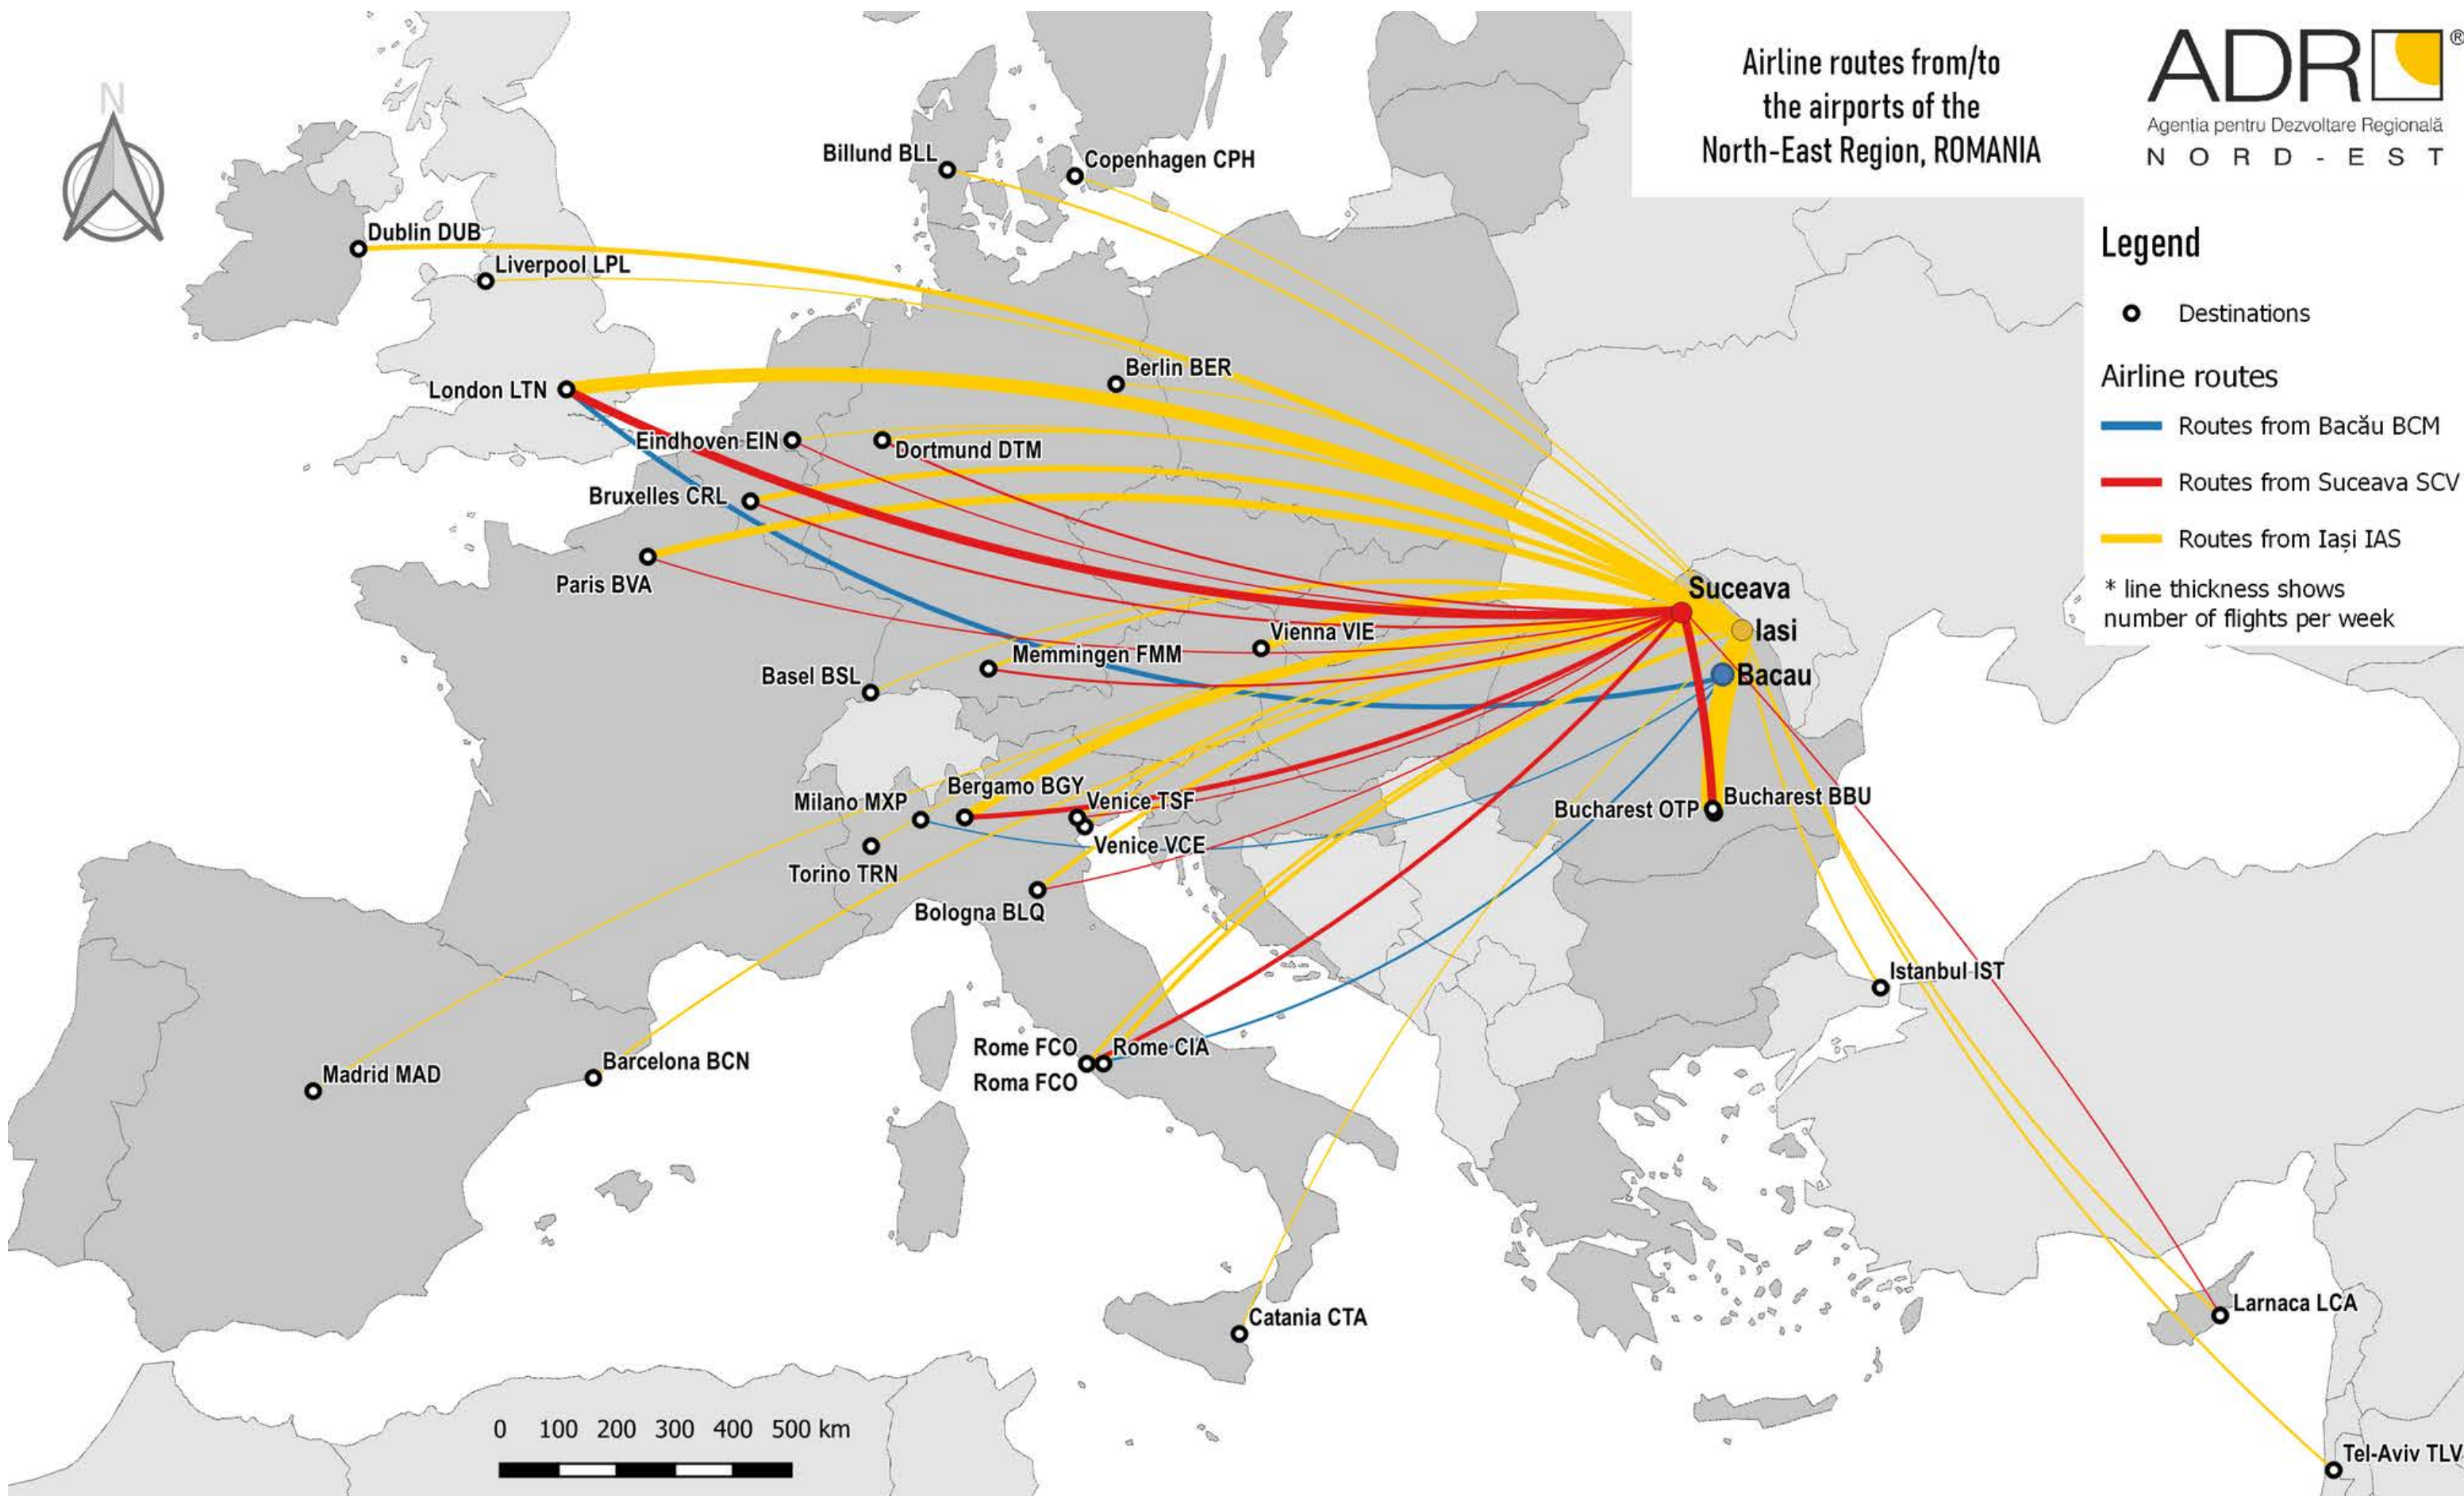 Airline routes from/to
the airports of the
North-East Region, ROMANIA
ADR ®
Agenția pentru Dezvoltare Regională
NORD-EST
N
Legend
Destinations
Airline routes
Routes from Bacău BCM
Routes from Suceava SCV
Routes from Iași IAS
* line thickness shows
number of flights per week
Billund BLL
Copenhagen CPH
Dublin DUB
Liverpool LPL
Berlin BER
London LTN
Eindhoven EIN
Dortmund DTM
Bruxelles CRL
Paris BVA
Suceava
Iasi
Vienna VIE
Memmingen FMM
Basel BSL
Bacau
Bergamo BGY
Milano MXP
Venice TSF
Bucharest OTP
Bucharest BBU
Venice VCE
Torino TRN
Bologna BLQ
Istanbul IST
Rome FCO
Rome CIA
Roma FCO
Madrid MAD
Barcelona BCN
Catania CTA
Larnaca LCA
Tel-Aviv TLV
0 100 200 300 400 500 km